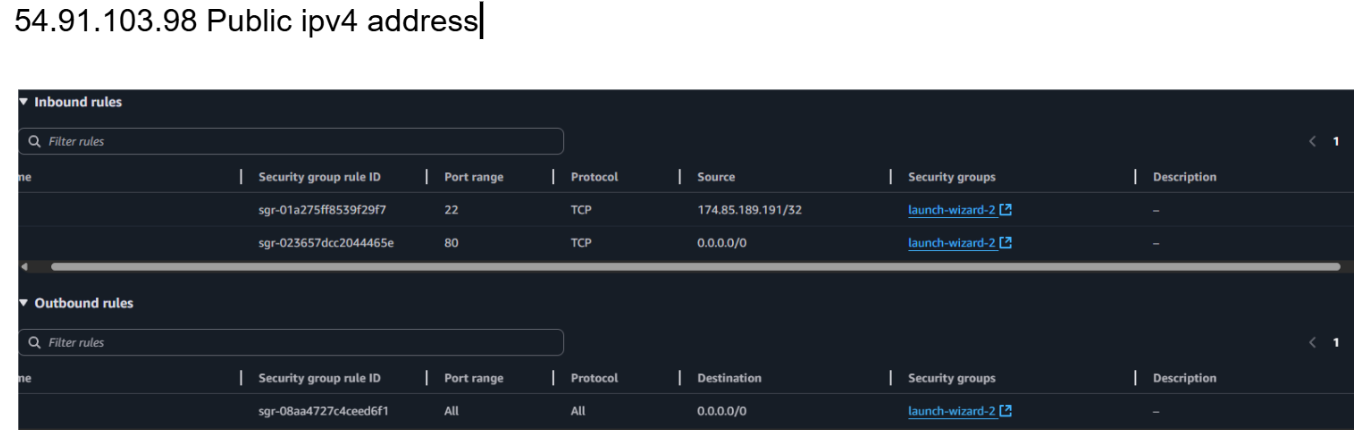 54.91.103.98 Public ipv4 address
Inbound rules
Filter rules
1
ne Security group rule ID Port range Protocol Source Security groups Description
sgr-01a275ff8539f29f7 22 TCP 174.85.189.191/32 launch-wizard-2 –
sgr-023657dcc2044465e 80 TCP 0.0.0.0/0 launch-wizard-2 –
Outbound rules
Filter rules
1
ne Security group rule ID Port range Protocol Destination Security groups Description
sgr-08aa4727c4ceed6f1 All All 0.0.0.0/0 launch-wizard-2 –